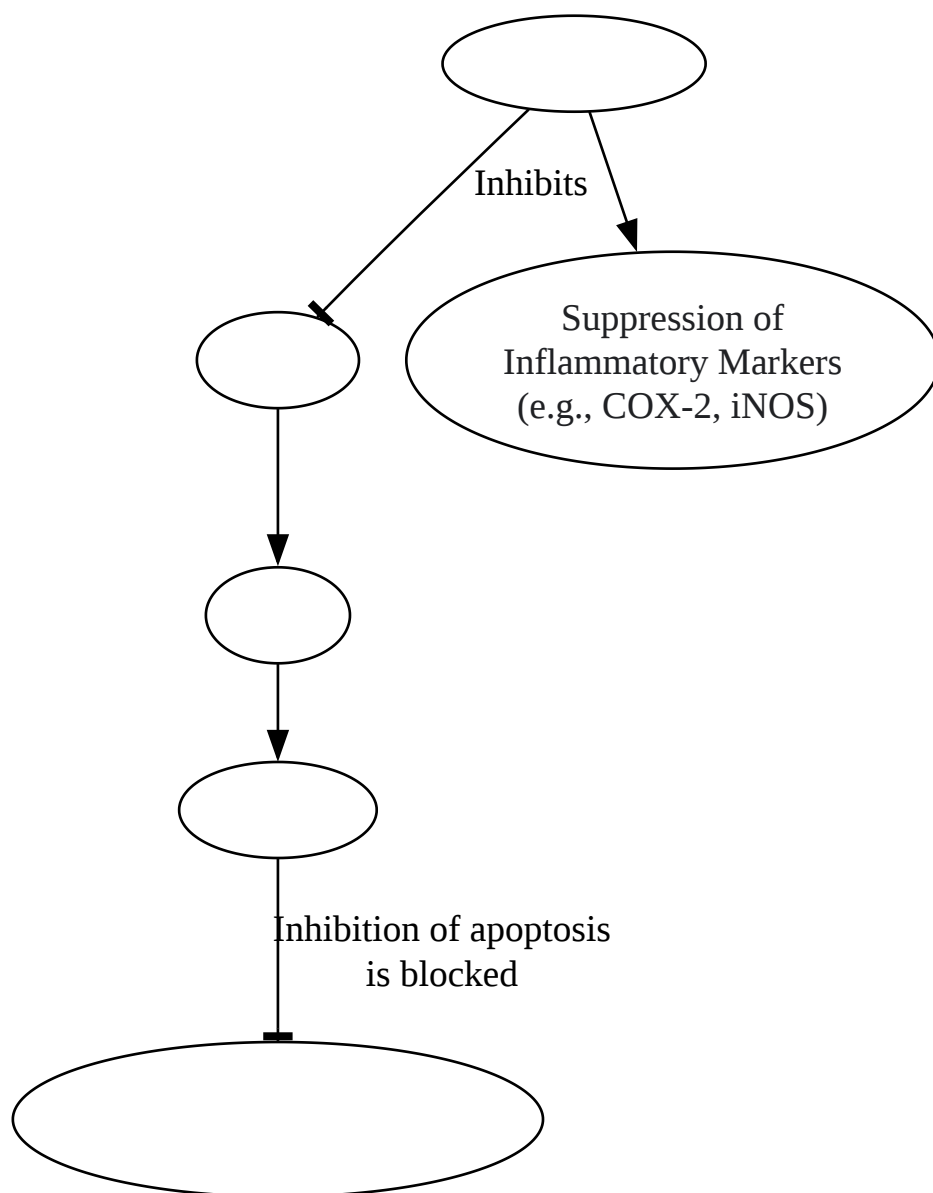 Inhibits
Suppression of
Inflammatory Markers
(e.g., COX-2, iNOS)
Inhibition of apoptosis
is blocked